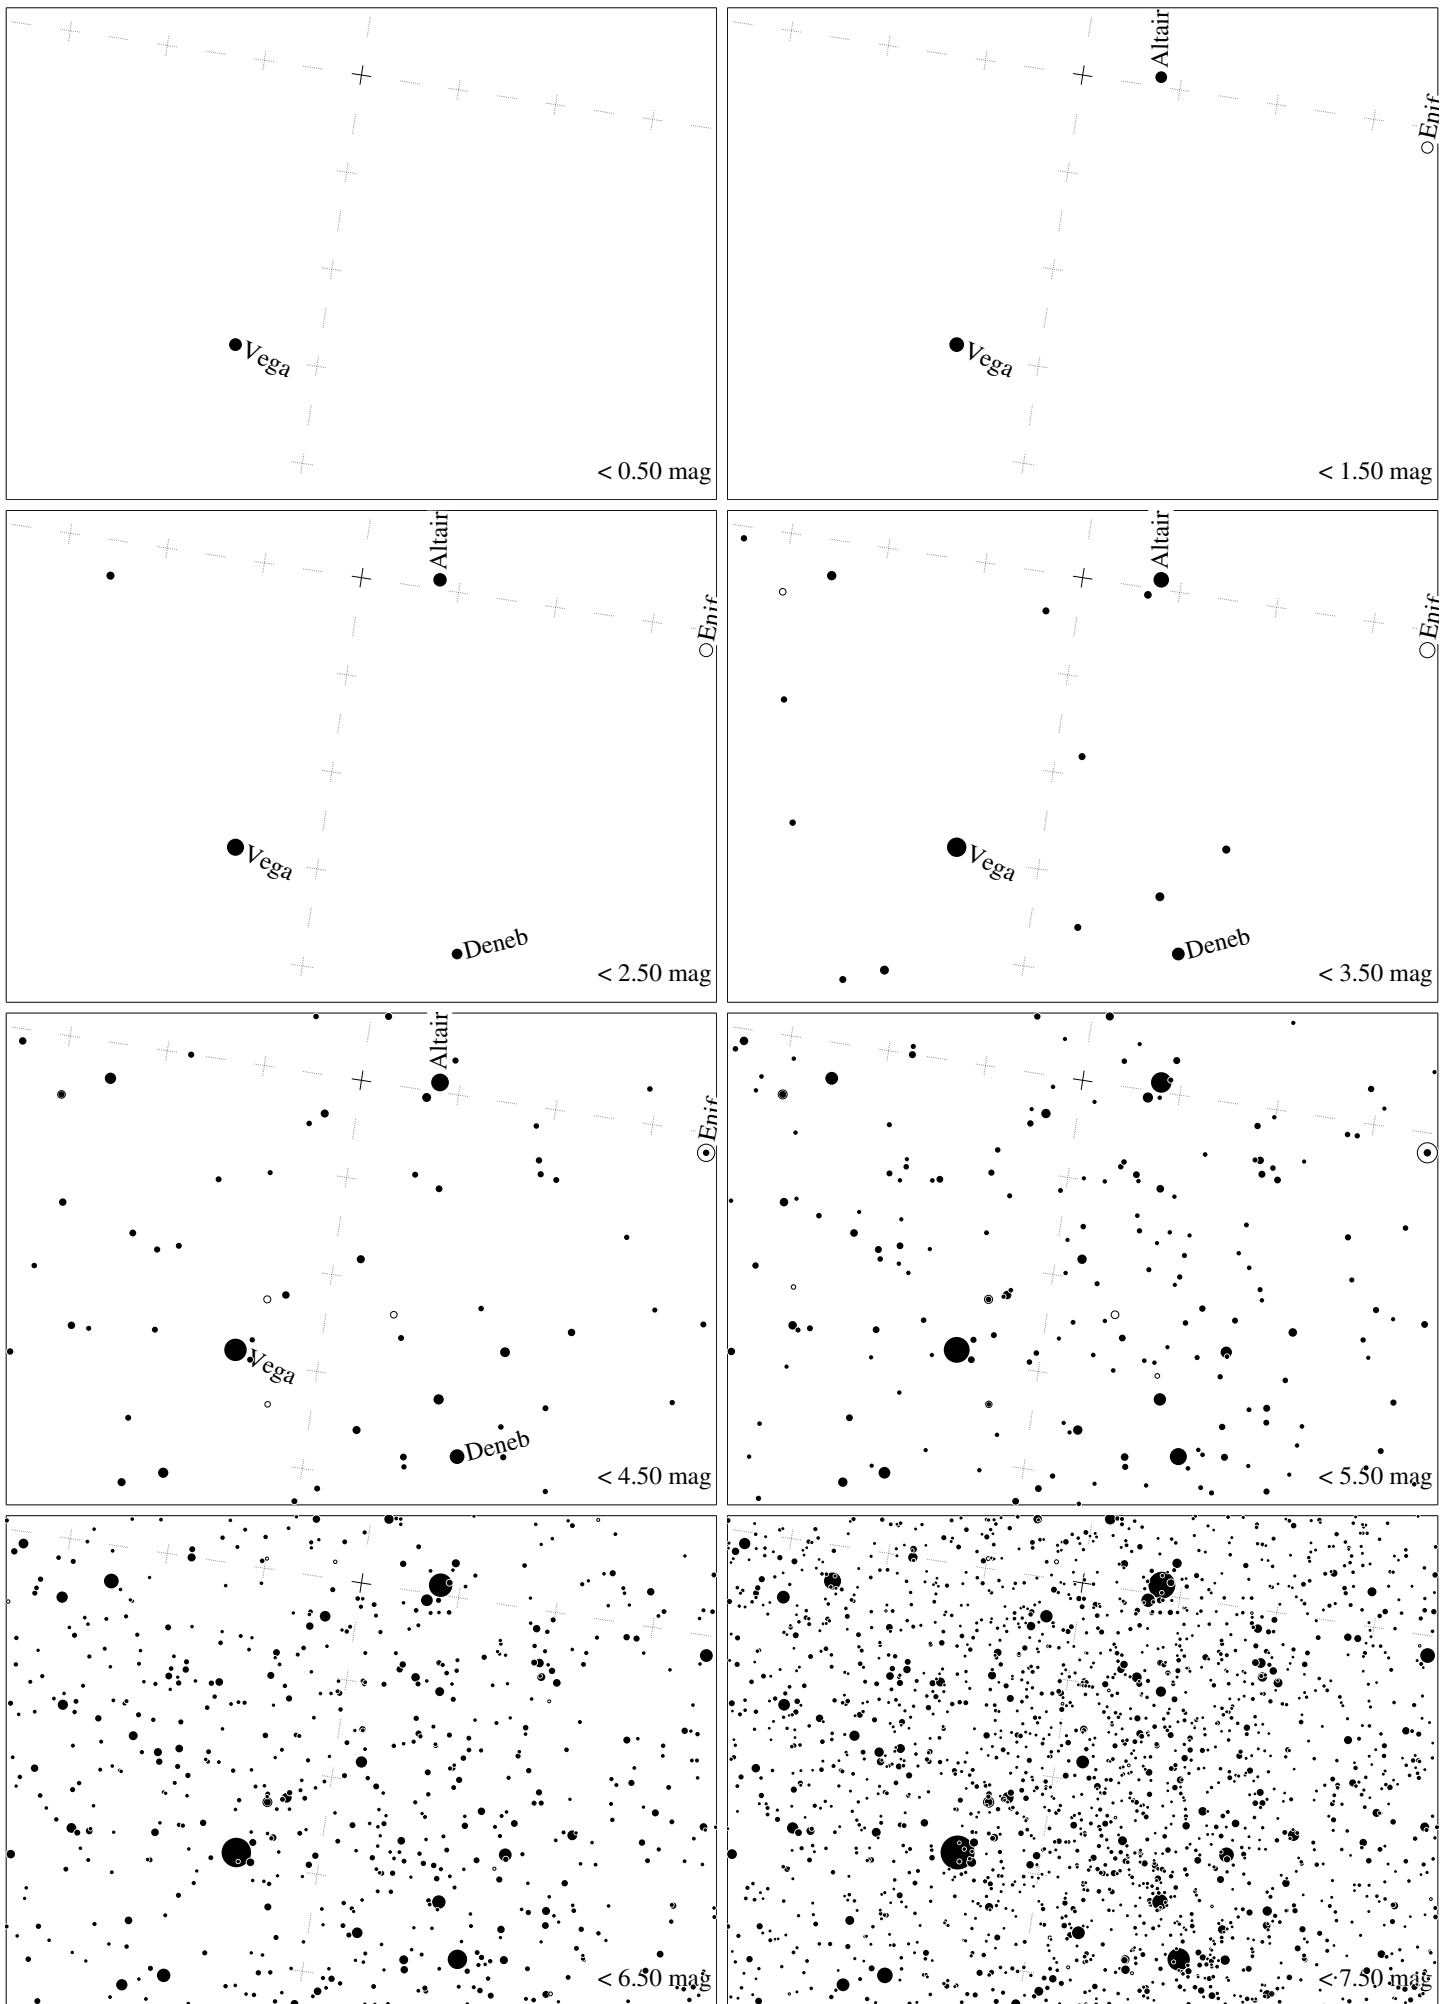 Vega
< 0.50 mag
Altair
Enif
Vega
< 1.50 mag
Altair
Enif
Vega
Deneb
< 2.50 mag
Altair
Enif
Vega
Deneb
< 3.50 mag
Altair
Enif
Vega
Deneb
< 4.50 mag
< 5.50 mag
< 6.50 mag
< 7.50 mag